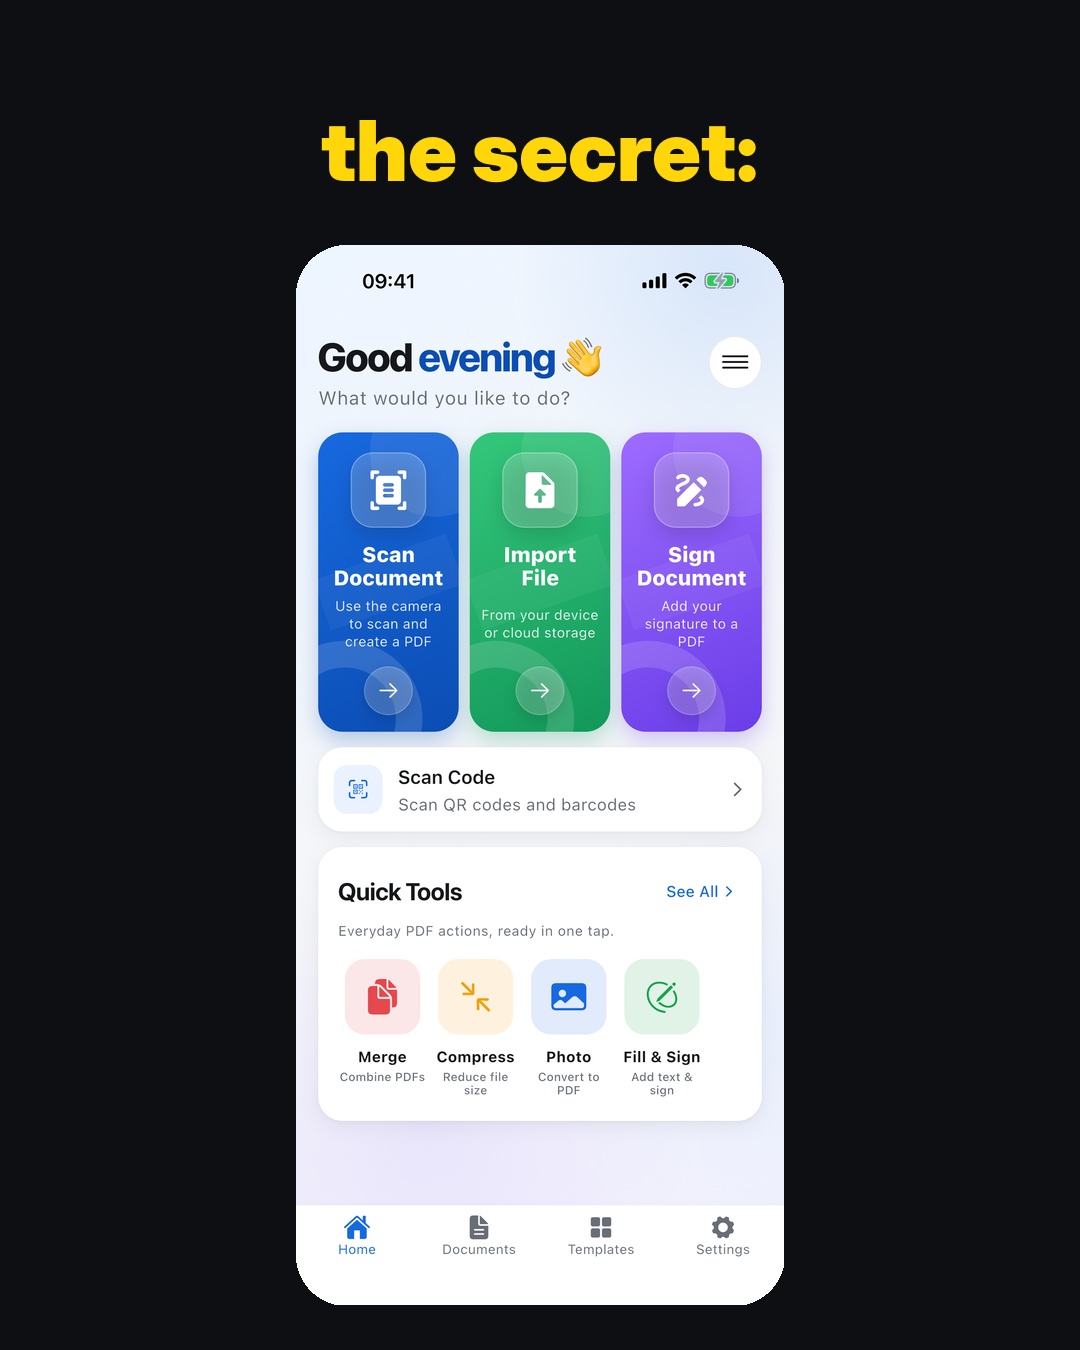 the secret:
09:41
Good evening 👋
What would you like to do?
Scan
Document
Use the camera
to scan and
create a PDF
Import
File
From your device
or cloud storage
Sign
Document
Add your
signature to a
PDF
Scan Code
Scan QR codes and barcodes
Quick Tools
See All
Everyday PDF actions, ready in one tap.
Merge
Combine PDFs
Compress
Reduce file
size
Photo
Convert to
PDF
Fill & Sign
Add text &
sign
Home
Documents
Templates
Settings